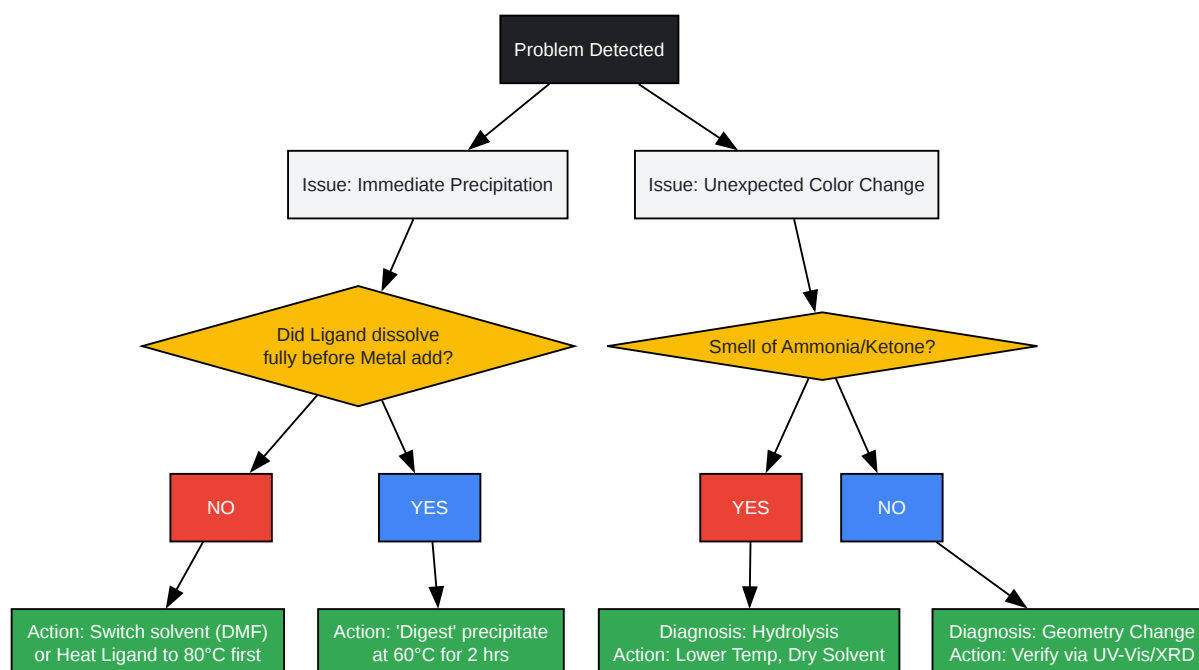 Problem Detected
Issue: Immediate Precipitation
Issue: Unexpected Color Change
Did Ligand dissolve
fully before Metal add?
Smell of Ammonia/Ketone?
NO
YES
YES
NO
Action: Switch solvent (DMF)
or Heat Ligand to 80°C first
Action: 'Digest' precipitate
at 60°C for 2 hrs
Diagnosis: Hydrolysis
Action: Lower Temp, Dry Solvent
Diagnosis: Geometry Change
Action: Verify via UV-Vis/XRD